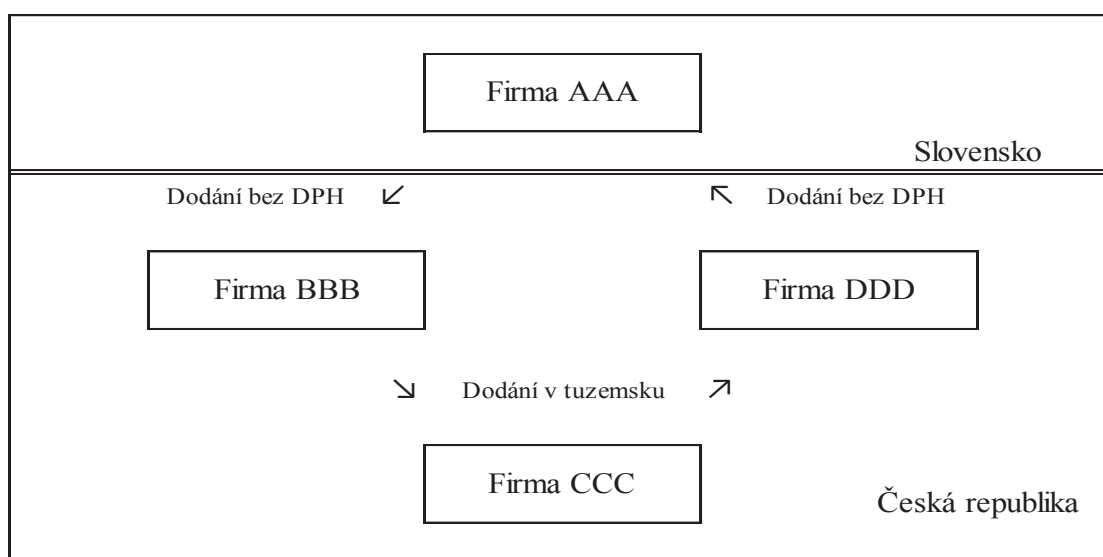 Firma AAA
Slovensko
Dodání bez DPH ↙ ↖ Dodání bez DPH
Firma BBB Firma DDD
↘ Dodání v tuzemsku ↗
Firma CCC
Česká republika